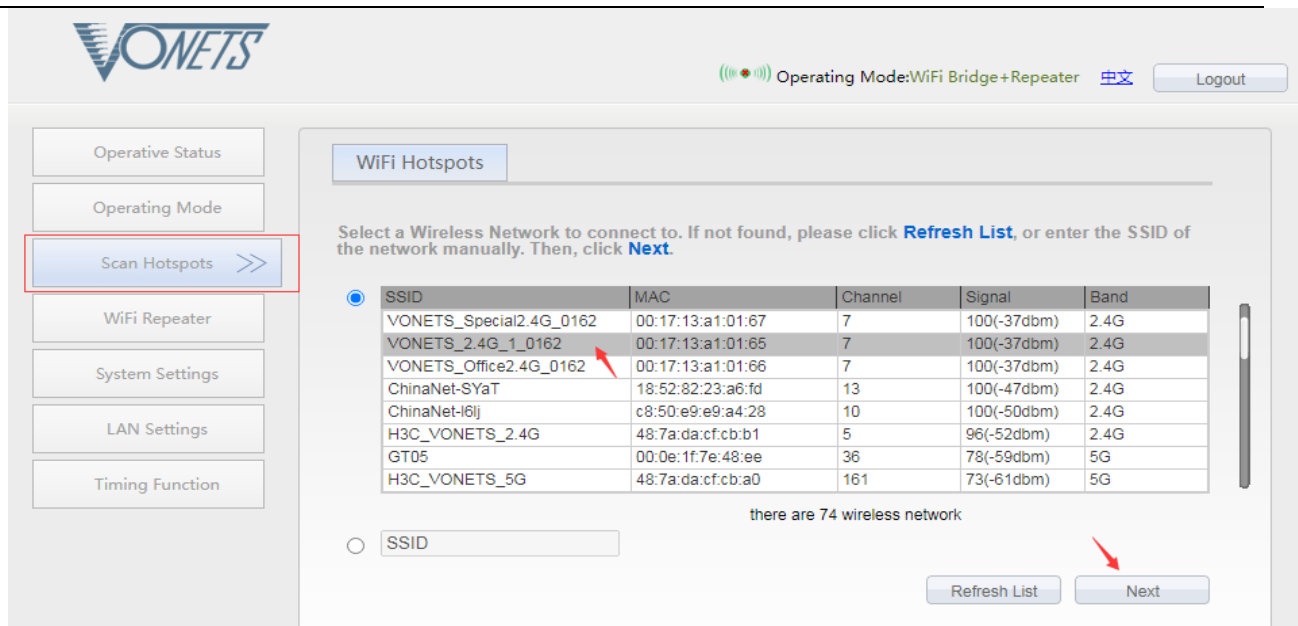 VONETS
Operating Mode:WiFi Bridge+Repeater 中文 Logout
Operative Status
Operating Mode
Scan Hotspots >>
WiFi Repeater
System Settings
LAN Settings
Timing Function
WiFi Hotspots
Select a Wireless Network to connect to. If not found, please click Refresh List, or enter the SSID of
the network manually. Then, click Next.
SSID MAC Channel Signal Band
VONETS_Special2.4G_0162 00:17:13:a1:01:67 7 100(-37dbm) 2.4G
VONETS_2.4G_1_0162 00:17:13:a1:01:65 7 100(-37dbm) 2.4G
VONETS_Office2.4G_0162 00:17:13:a1:01:66 7 100(-37dbm) 2.4G
ChinaNet-SYaT 18:52:82:23:a6:fd 13 100(-47dbm) 2.4G
ChinaNet-l6lj c8:50:e9:e9:a4:28 10 100(-50dbm) 2.4G
H3C_VONETS_2.4G 48:7a:da:cf:cb:b1 5 96(-52dbm) 2.4G
GT05 00:0e:1f:7e:48:ee 36 78(-59dbm) 5G
H3C_VONETS_5G 48:7a:da:cf:cb:a0 161 73(-61dbm) 5G
there are 74 wireless network
SSID
Refresh List Next